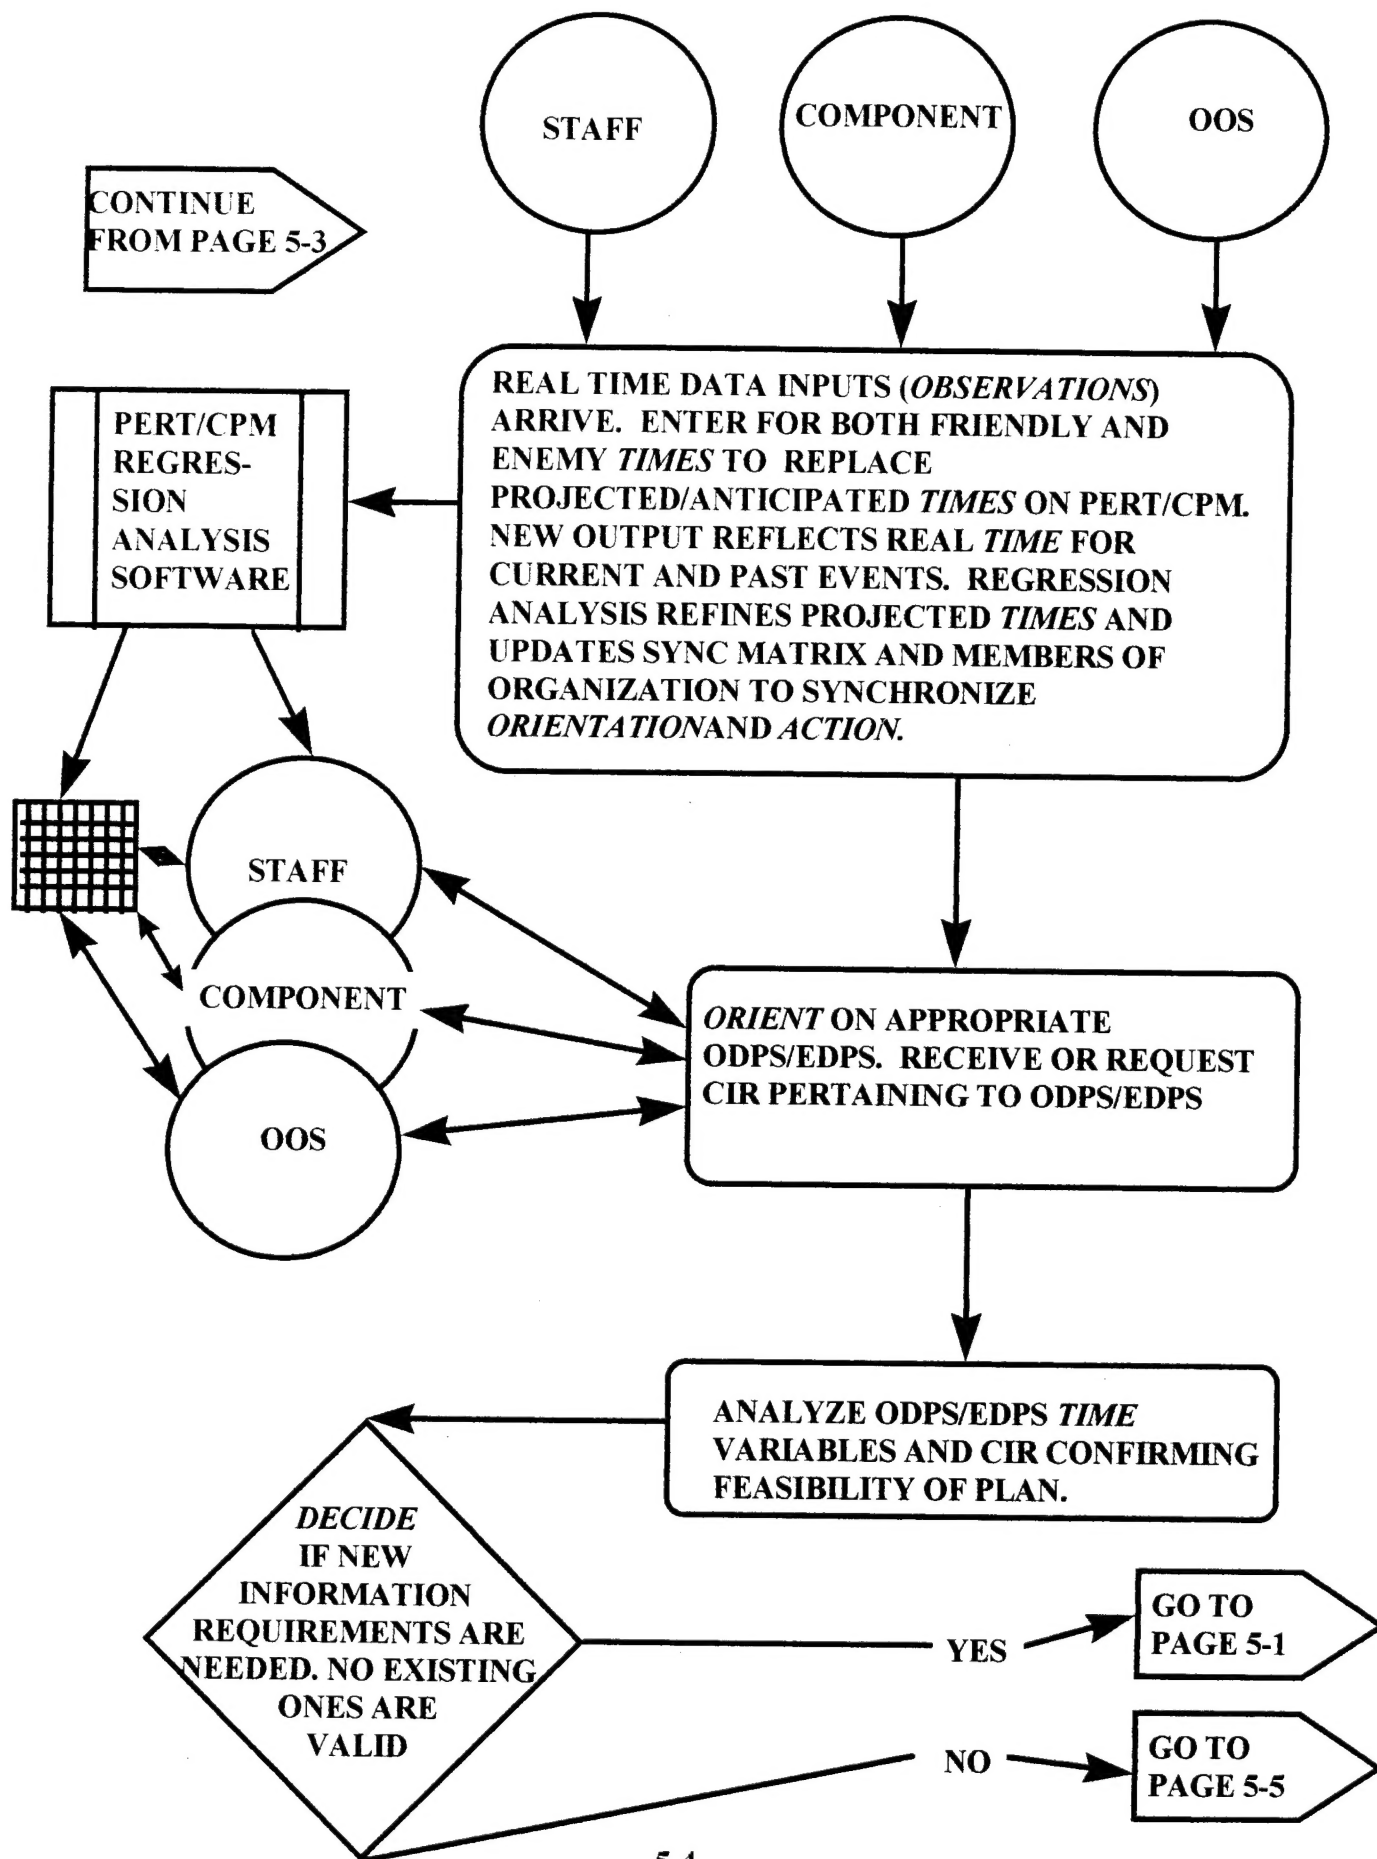 STAFF
COMPONENT
OOS
CONTINUE
FROM PAGE 5-3
REAL TIME DATA INPUTS (OBSERVATIONS)
ARRIVE. ENTER FOR BOTH FRIENDLY AND
ENEMY TIMES TO REPLACE
PROJECTED/ANTICIPATED TIMES ON PERT/CPM.
NEW OUTPUT REFLECTS REAL TIME FOR
CURRENT AND PAST EVENTS. REGRESSION
ANALYSIS REFINES PROJECTED TIMES AND
UPDATES SYNC MATRIX AND MEMBERS OF
ORGANIZATION TO SYNCHRONIZE
ORIENTATIONAND ACTION.
PERT/CPM
REGRES-
SION
ANALYSIS
SOFTWARE
STAFF
COMPONENT
OOS
ORIENT ON APPROPRIATE
ODPS/EDPS. RECEIVE OR REQUEST
CIR PERTAINING TO ODPS/EDPS
ANALYZE ODPS/EDPS TIME
VARIABLES AND CIR CONFIRMING
FEASIBILITY OF PLAN.
DECIDE
IF NEW
INFORMATION
REQUIREMENTS ARE
NEEDED. NO EXISTING
ONES ARE
VALID
YES
GO TO
PAGE 5-1
NO
GO TO
PAGE 5-5